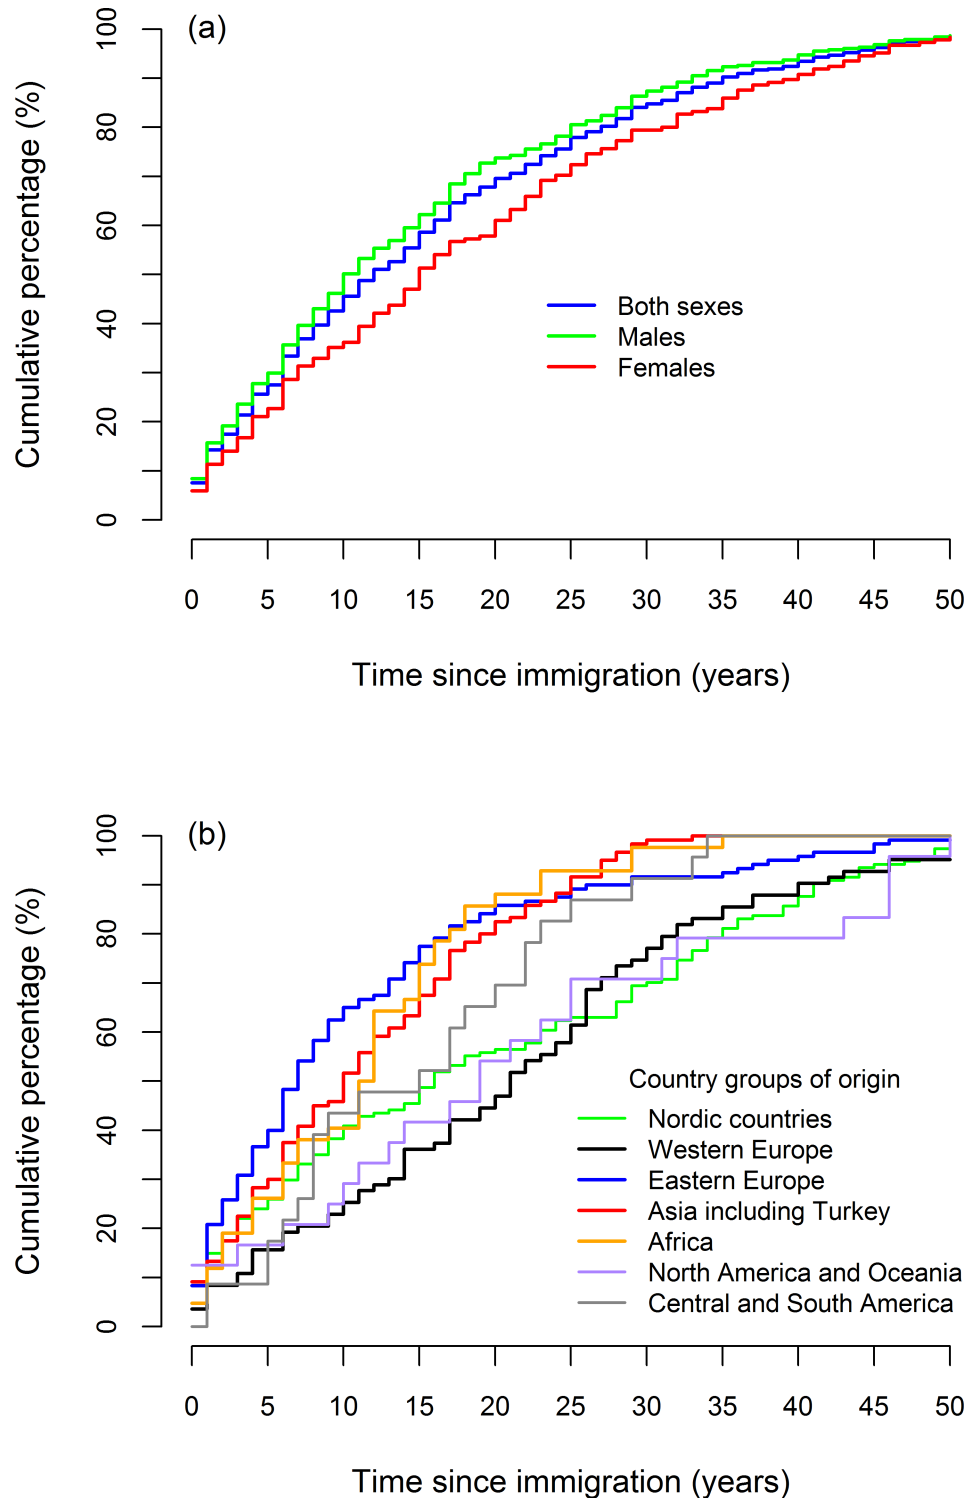 (a)
Cumulative percentage (%)
0 20 40 60 80 100
Both sexes
Males
Females
0 5 10 15 20 25 30 35 40 45 50
Time since immigration (years)
(b)
Cumulative percentage (%)
0 20 40 60 80 100
Country groups of origin
Nordic countries
Western Europe
Eastern Europe
Asia including Turkey
Africa
North America and Oceania
Central and South America
0 5 10 15 20 25 30 35 40 45 50
Time since immigration (years)